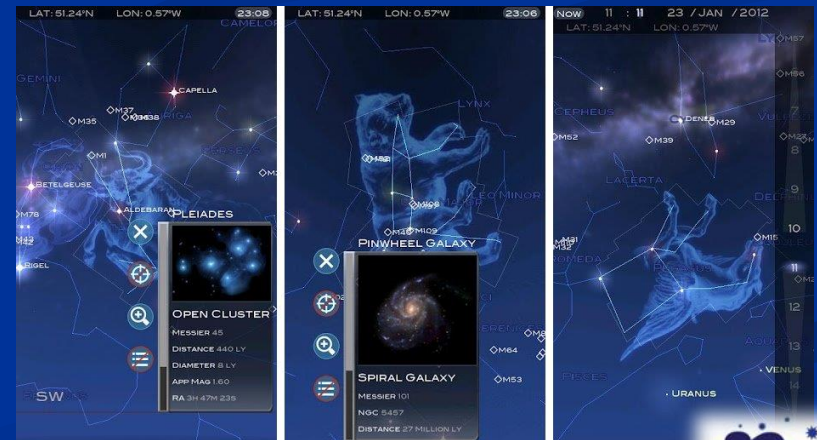 LAT: 51.24°N LON: 0.57°W 23:08
CAMELO
GEMINI
CAPELLA
M37
M38
M35
RIGA
M1
BETELGEUSE
ALDEBARAN
M78
RIGEL
SW
PLEIADES
OPEN CLUSTER
MESSIER 45
DISTANCE 440 LY
DIAMETER 8 LY
APP MAG 1.60
RA 3H 47M 23S
LAT: 51.24°N LON: 0.57°W 23:06
LYNX
LEO MINOR
M108
M109
PINWHEEL GALAXY
SPIRAL GALAXY
MESSIER 101
NGC 5457
DISTANCE 27 MILLION LY
M64
M53
NOW 11 : 11 23 / JAN / 2012
LAT: 51.24°N LON: 0.57°W
M57
M56
CEPHEUS
DENEB
M29
M52
M39
M27
LACERTA
DELPHIN
M15
M31
M32
PEGASUS
PISCES
VENUS
URANUS
7
8
9
10
11
12
13
14